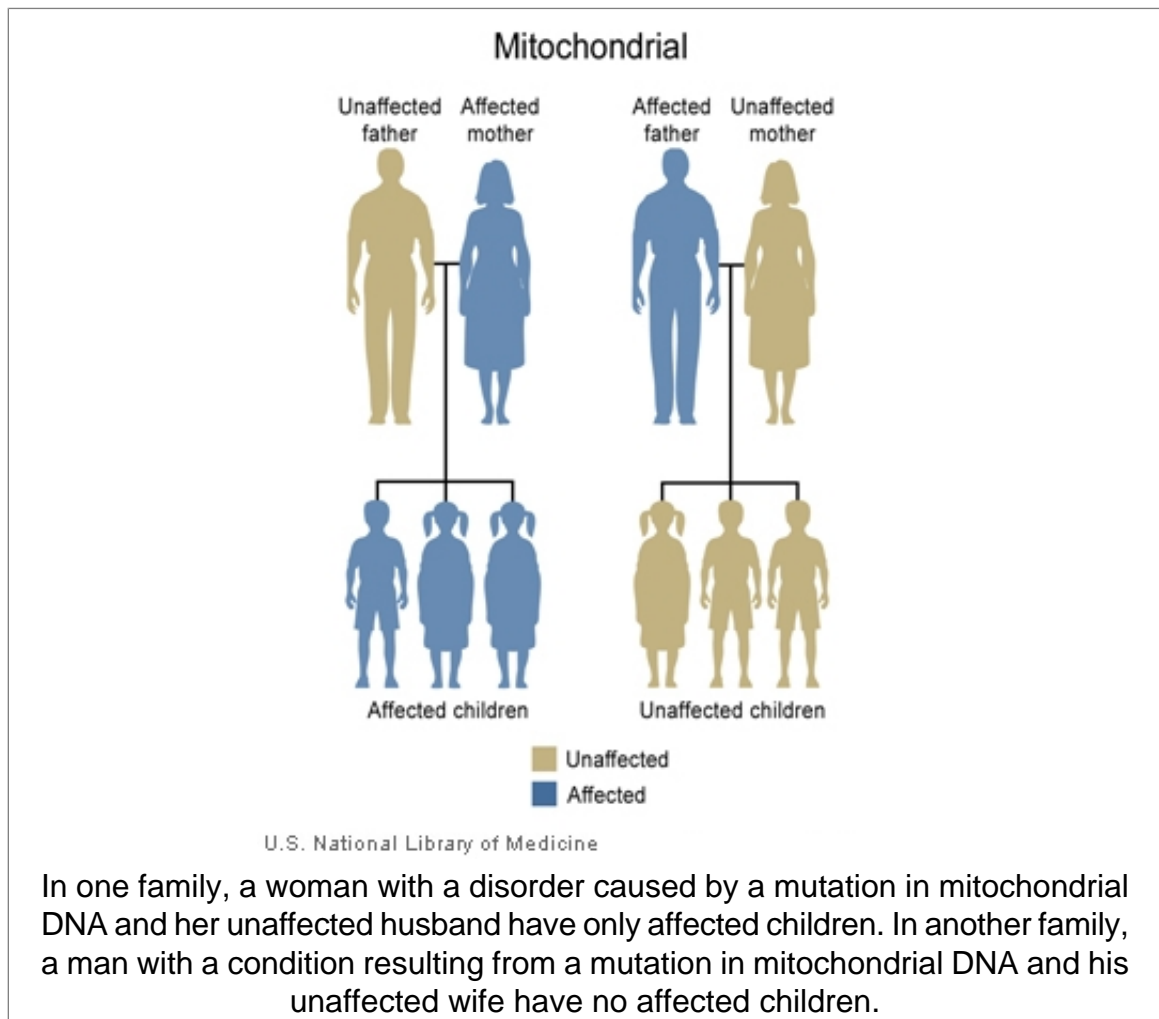 Mitochondrial
Unaffected father
Affected mother
Affected father
Unaffected mother
Affected children
Unaffected children
Unaffected
Affected
U.S. National Library of Medicine
In one family, a woman with a disorder caused by a mutation in mitochondrial
DNA and her unaffected husband have only affected children. In another family,
a man with a condition resulting from a mutation in mitochondrial DNA and his
unaffected wife have no affected children.